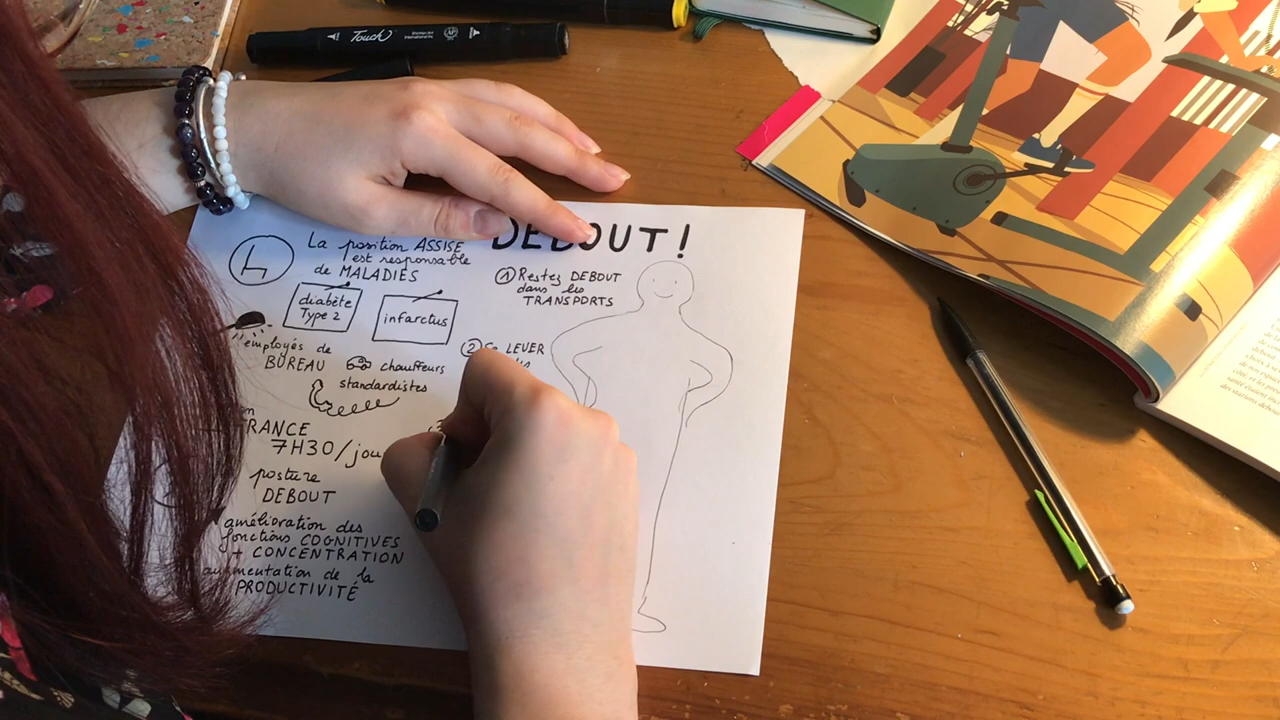 Touch
DEBOUT!
La position ASSISE
est responsable
de MALADIES
diabète
Type 2
infarctus
employés de
BUREAU
chauffeurs
standardistes
RANCE
7H30/jou
posture
DEBOUT
amélioration des
fonctions COGNITIVES
+ CONCENTRATION
augmentation de la
PRODUCTIVITÉ
① Restez DEBOUT
dans les
TRANSPORTS
② Se LEVER